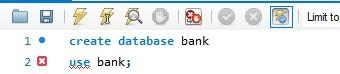 Limit to
1 create database bank
2 use bank;